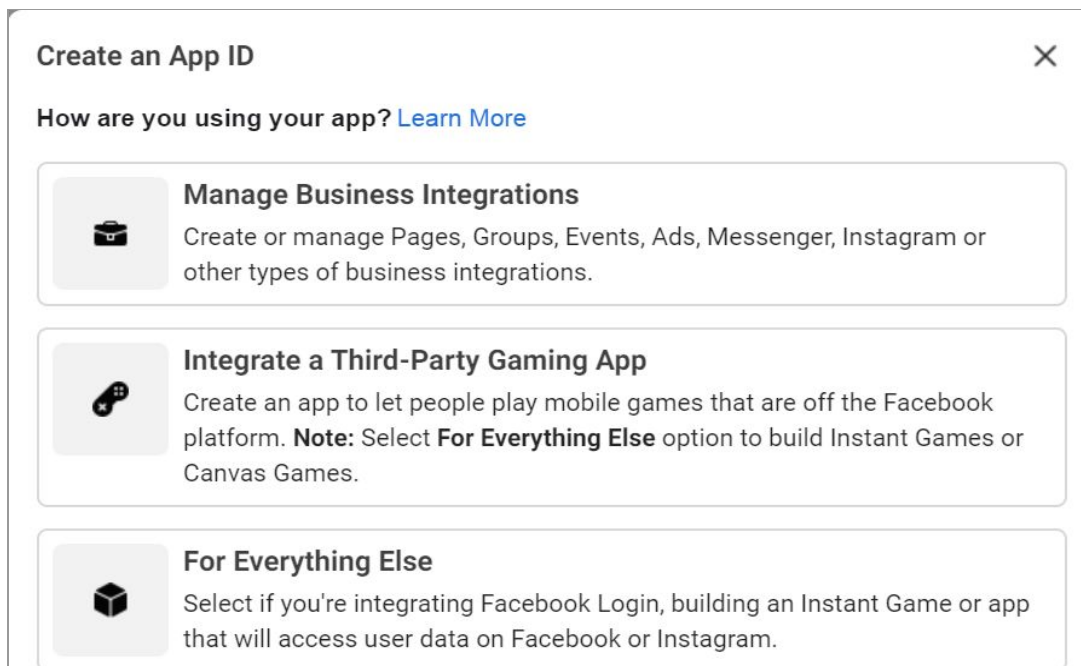 Create an App ID
How are you using your app? Learn More
Manage Business Integrations
Create or manage Pages, Groups, Events, Ads, Messenger, Instagram or
other types of business integrations.
Integrate a Third-Party Gaming App
Create an app to let people play mobile games that are off the Facebook
platform. Note: Select For Everything Else option to build Instant Games or
Canvas Games.
For Everything Else
Select if you're integrating Facebook Login, building an Instant Game or app
that will access user data on Facebook or Instagram.